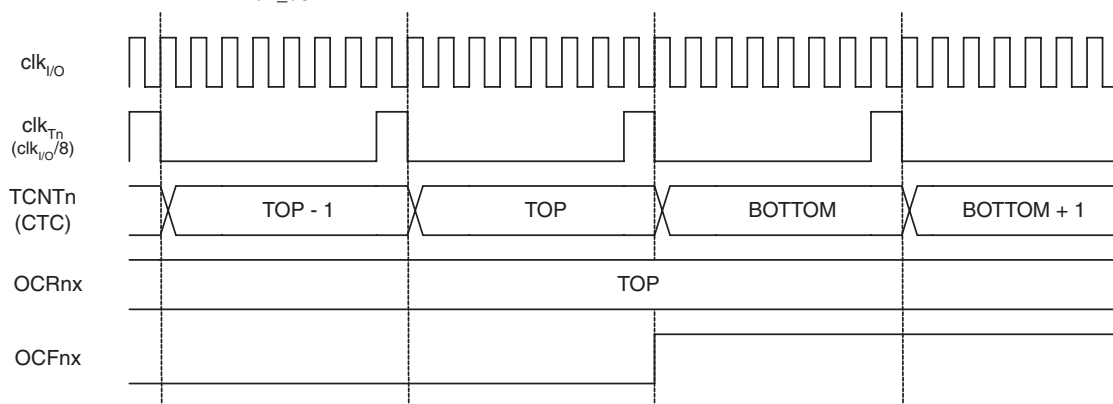 clkI/O
clkTn
(clkI/O/8)
TCNTn
(CTC)
TOP - 1
TOP
BOTTOM
BOTTOM + 1
OCRnx
TOP
OCFnx